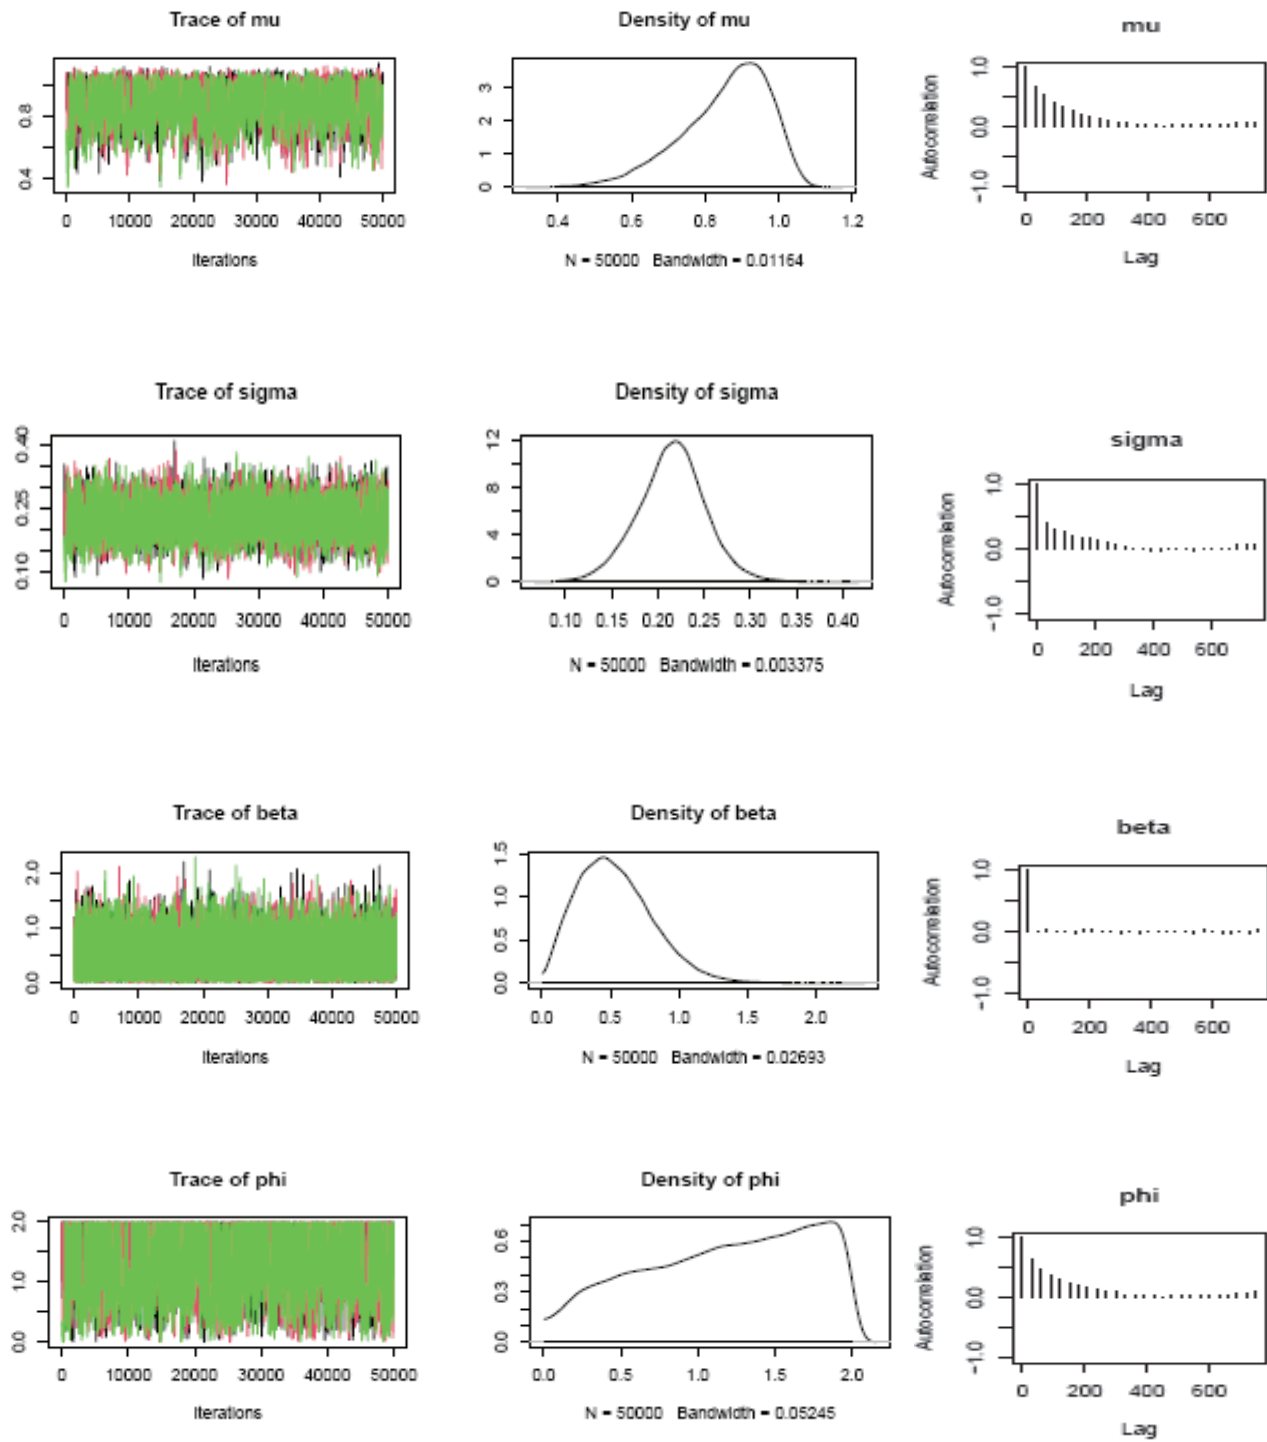 Trace of mu
0.4 0.8
0 10000 20000 30000 40000 50000
Iterations
Density of mu
0 1 2 3
0.4 0.6 0.8 1.0 1.2
N = 50000 Bandwidth = 0.01164
mu
Autocorrelation
-1.0 0.0 1.0
0 200 400 600
Lag
Trace of sigma
0.10 0.25 0.40
0 10000 20000 30000 40000 50000
Iterations
Density of sigma
0 4 8 12
0.10 0.15 0.20 0.25 0.30 0.35 0.40
N = 50000 Bandwidth = 0.003375
sigma
Autocorrelation
-1.0 0.0 1.0
0 200 400 600
Lag
Trace of beta
0.0 1.0 2.0
0 10000 20000 30000 40000 50000
Iterations
Density of beta
0.0 0.5 1.0 1.5
0.0 0.5 1.0 1.5 2.0
N = 50000 Bandwidth = 0.02693
beta
Autocorrelation
-1.0 0.0 1.0
0 200 400 600
Lag
Trace of phi
0.0 1.0 2.0
0 10000 20000 30000 40000 50000
Iterations
Density of phi
0.0 0.3 0.6
0.0 0.5 1.0 1.5 2.0
N = 50000 Bandwidth = 0.05245
phi
Autocorrelation
-1.0 0.0 1.0
0 200 400 600
Lag